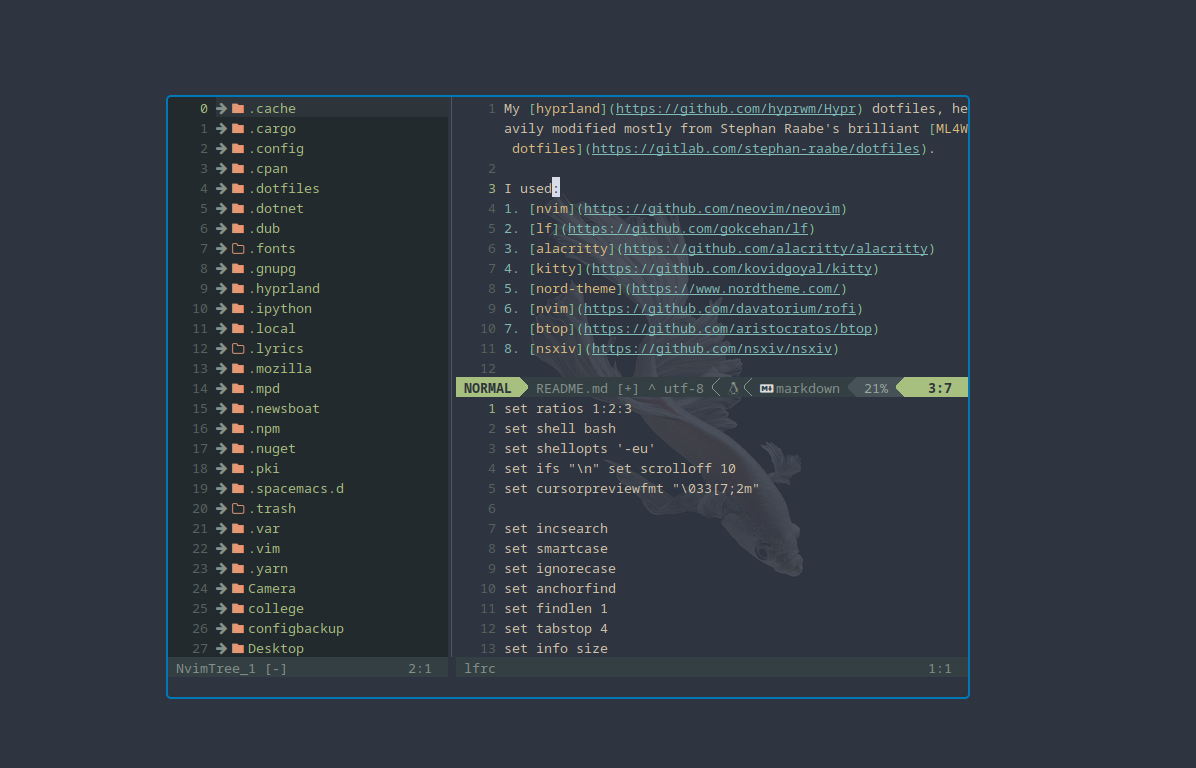 0 .cache
1 .cargo
2 .config
3 .cpan
4 .dotfiles
5 .dotnet
6 .dub
7 .fonts
8 .gnupg
9 .hyprland
10 .ipython
11 .local
12 .lyrics
13 .mozilla
14 .mpd
15 .newsboat
16 .npm
17 .nuget
18 .pki
19 .spacemacs.d
20 .trash
21 .var
22 .vim
23 .yarn
24 Camera
25 college
26 configbackup
27 Desktop
NvimTree_1 [-] 2:1
1 My [hyprland](https://github.com/hyprwm/Hypr) dotfiles, he
avily modified mostly from Stephan Raabe's brilliant [ML4W
dotfiles](https://gitlab.com/stephan-raabe/dotfiles).
2
3 I used:
4 1. [nvim](https://github.com/neovim/neovim)
5 2. [lf](https://github.com/gokcehan/lf)
6 3. [alacritty](https://github.com/alacritty/alacritty)
7 4. [kitty](https://github.com/kovidgoyal/kitty)
8 5. [nord-theme](https://www.nordtheme.com/)
9 6. [nvim](https://github.com/davatorium/rofi)
10 7. [btop](https://github.com/aristocratos/btop)
11 8. [nsxiv](https://github.com/nsxiv/nsxiv)
12
NORMAL README.md [+] ^ utf-8 markdown 21% 3:7
1 set ratios 1:2:3
2 set shell bash
3 set shellopts '-eu'
4 set ifs "\n" set scrolloff 10
5 set cursorpreviewfmt "\033[7;2m"
6
7 set incsearch
8 set smartcase
9 set ignorecase
10 set anchorfind
11 set findlen 1
12 set tabstop 4
13 set info size
lfrc 1:1